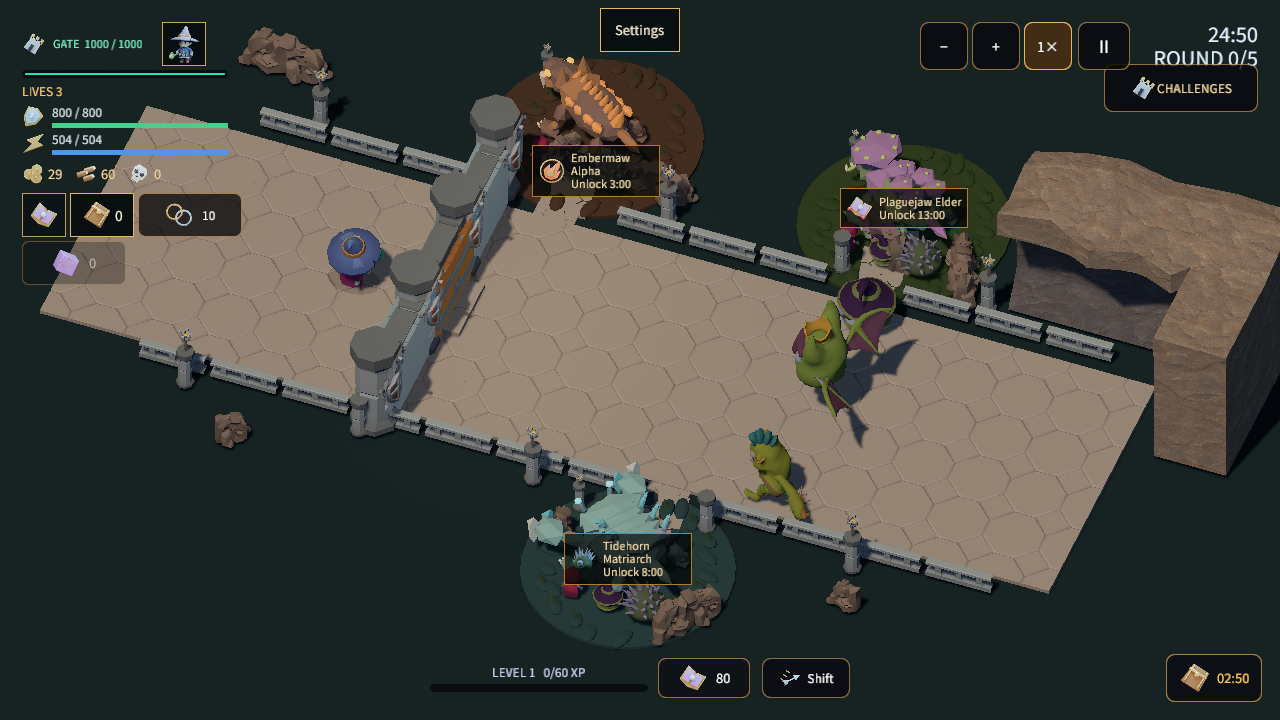 GATE 1000 / 1000
Settings
−
+
1×
24:50
ROUND 0/5
CHALLENGES
LIVES 3
800 / 800
504 / 504
29
60
0
0
10
0
Embermaw
Alpha
Unlock 3:00
Plaguejaw Elder
Unlock 13:00
Tidehorn
Matriarch
Unlock 8:00
LEVEL 1 0/60 XP
80
Shift
02:50